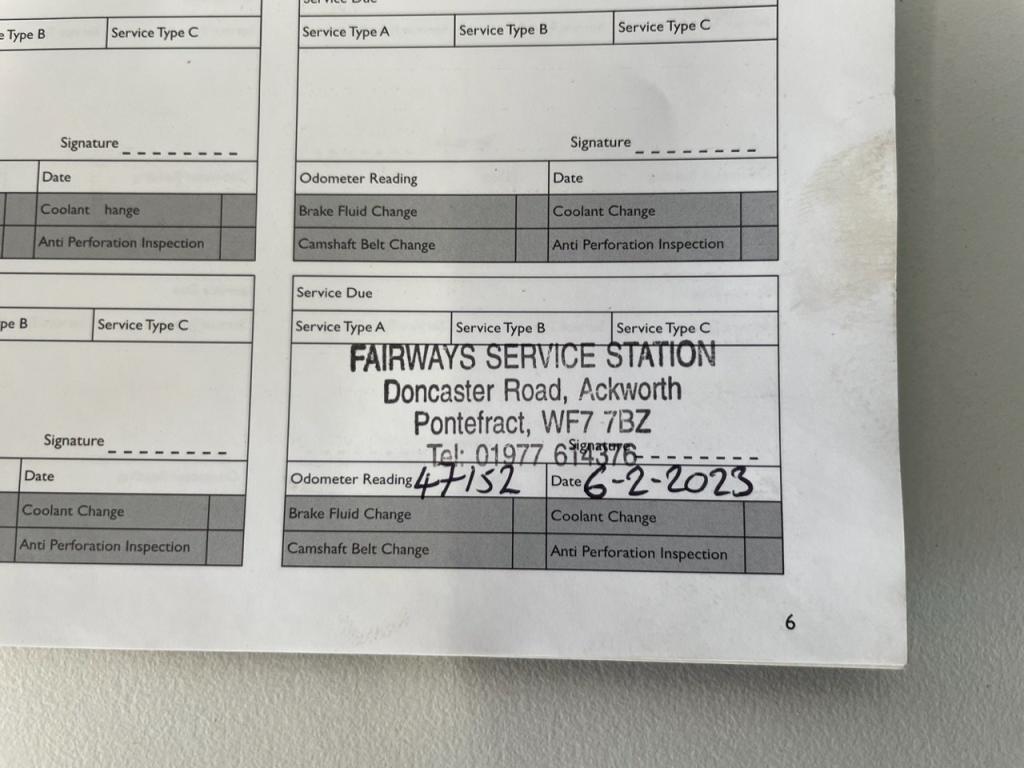 Service Due
Type B Service Type C
Service Type A Service Type B Service Type C
Signature
Signature
Date
Odometer Reading Date
Coolant hange
Brake Fluid Change Coolant Change
Anti Perforation Inspection
Camshaft Belt Change Anti Perforation Inspection
Service Due
pe B Service Type C
Service Type A Service Type B Service Type C
FAIRWAYS SERVICE STATION
Doncaster Road, Ackworth
Pontefract, WF7 7BZ
Tel: 01977 614376
Signature
Signature
Date
Odometer Reading 47152 Date 6-2-2023
Coolant Change
Brake Fluid Change Coolant Change
Anti Perforation Inspection
Camshaft Belt Change Anti Perforation Inspection
6